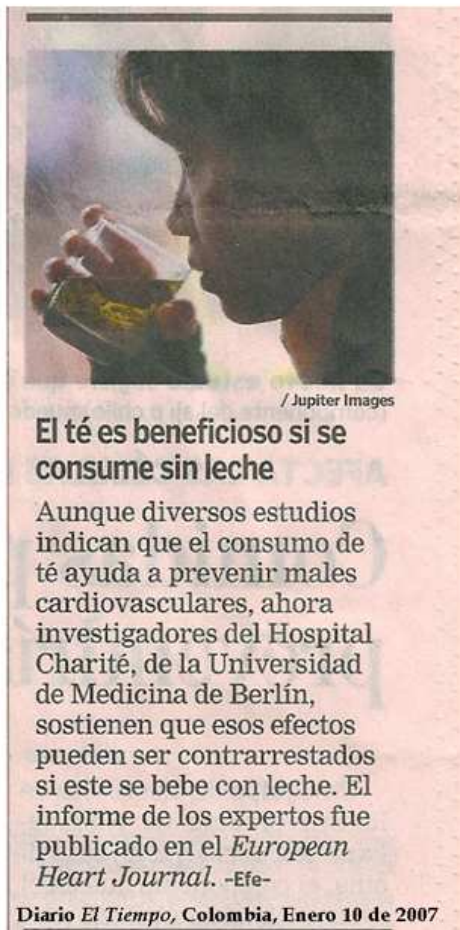 / Jupiter Images
El té es beneficioso si se
consume sin leche
Aunque diversos estudios
indican que el consumo de
té ayuda a prevenir males
cardiovasculares, ahora
investigadores del Hospital
Charité, de la Universidad
de Medicina de Berlín,
sostienen que esos efectos
pueden ser contrarrestados
si este se bebe con leche. El
informe de los expertos fue
publicado en el European
Heart Journal. -Efe-
Diario El Tiempo, Colombia, Enero 10 de 2007